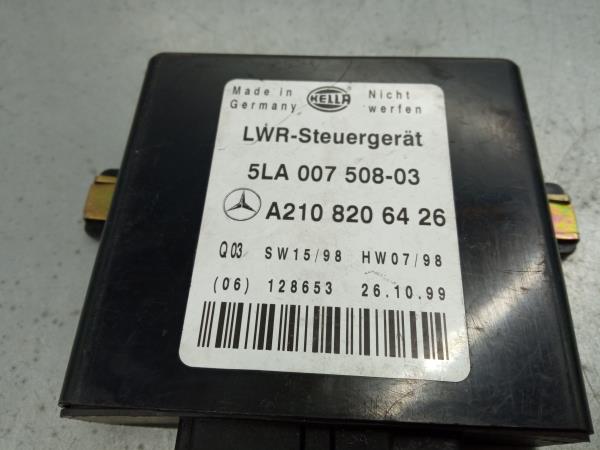 Made in Germany HELLA Nicht werfen
LWR-Steuergerät
5LA 007 508-03
A210 820 64 26
Q03 SW15/98 HW07/98
(06) 128653 26.10.99